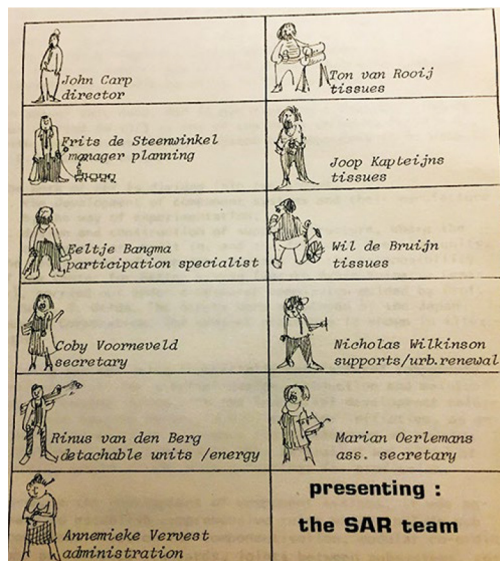 John Carp
director
Ton van Rooij
tissues
Frits de Steenwinkel
manager planning
Joop Kapteijns
tissues
Eeltje Bangma
participation specialist
Wil de Bruijn
tissues
Coby Voorneveld
secretary
Nicholas Wilkinson
supports/urb.renewal
Rinus van den Berg
detachable units /energy
Marian Oerlemans
ass. secretary
Annemieke Vervest
administration
presenting :
the SAR team